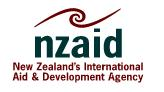 nzaid
New Zealand's International
Aid & Development Agency